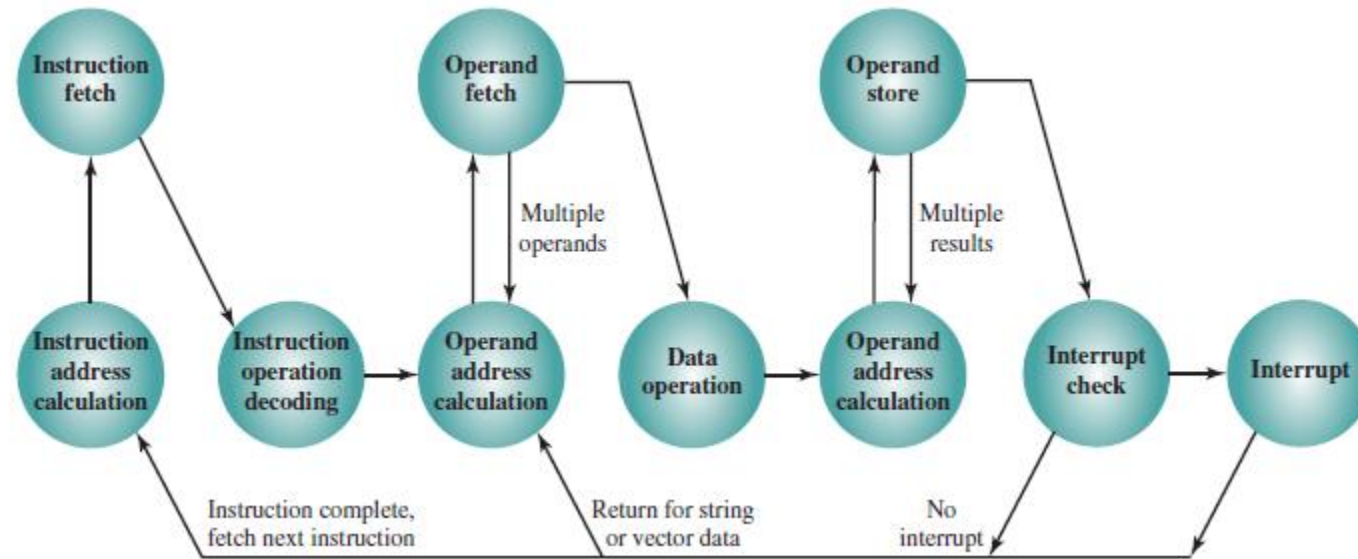 Instruction
fetch
Operand
fetch
Operand
store
Multiple
operands
Multiple
results
Instruction
address
calculation
Instruction
operation
decoding
Operand
address
calculation
Data
operation
Operand
address
calculation
Interrupt
check
Interrupt
Instruction complete,
fetch next instruction
Return for string
or vector data
No
interrupt